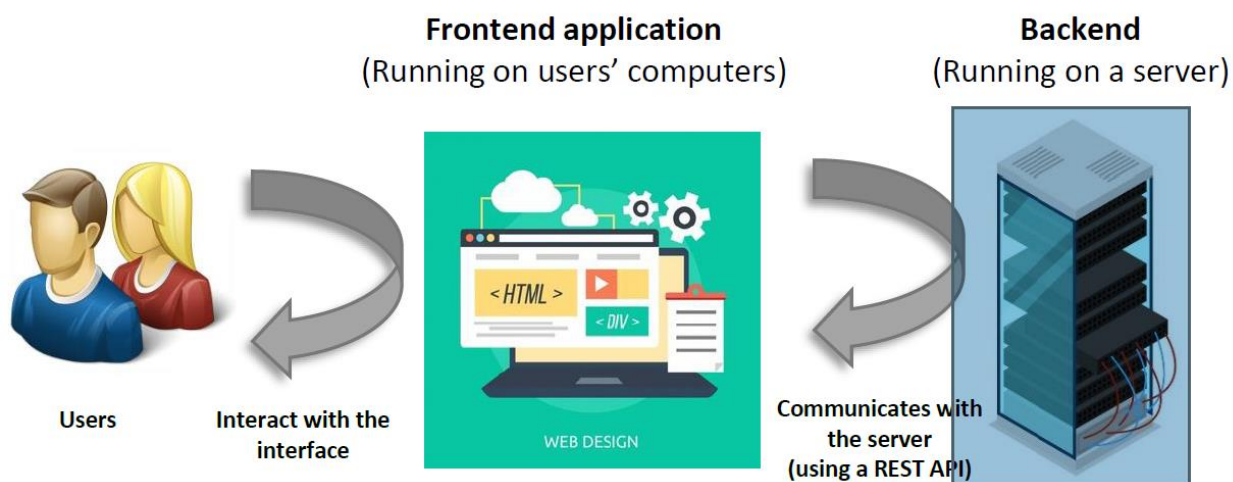 Frontend application
(Running on users’ computers)
Backend
(Running on a server)
< HTML >
< DIV >
WEB DESIGN
Users
Interact with the
interface
Communicates with
the server
(using a REST API)